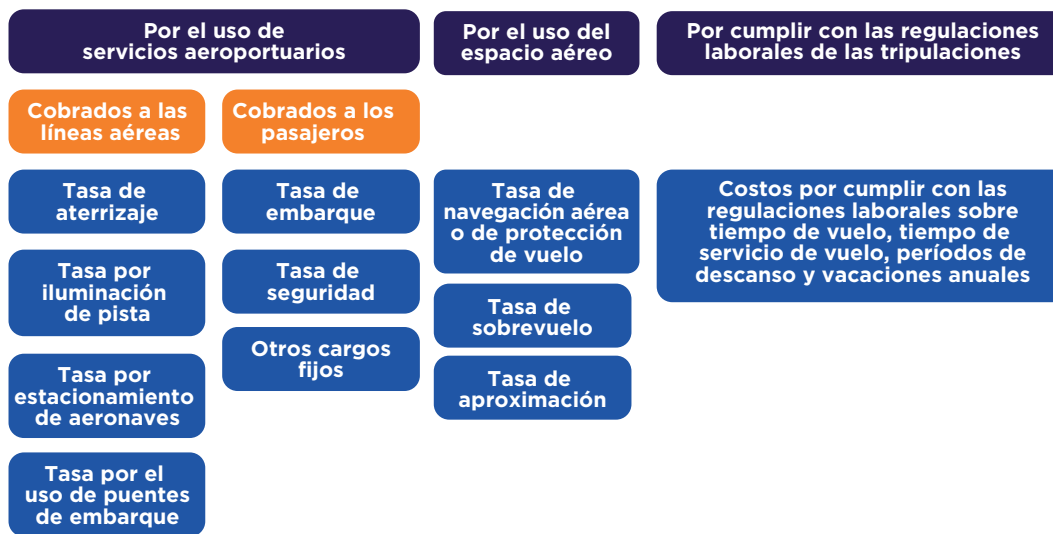 Por el uso de
servicios aeroportuarios
Por el uso del
espacio aéreo
Por cumplir con las regulaciones
laborales de las tripulaciones
Cobrados a las
líneas aéreas
Cobrados a los
pasajeros
Tasa de
aterrizaje
Tasa por
iluminación
de pista
Tasa por
estacionamiento
de aeronaves
Tasa por el
uso de puentes
de embarque
Tasa de
embarque
Tasa de
seguridad
Otros cargos
fijos
Tasa de
navegación aérea
o de protección
de vuelo
Tasa de
sobrevuelo
Tasa de
aproximación
Costos por cumplir con las
regulaciones laborales sobre
tiempo de vuelo, tiempo de
servicio de vuelo, períodos de
descanso y vacaciones anuales